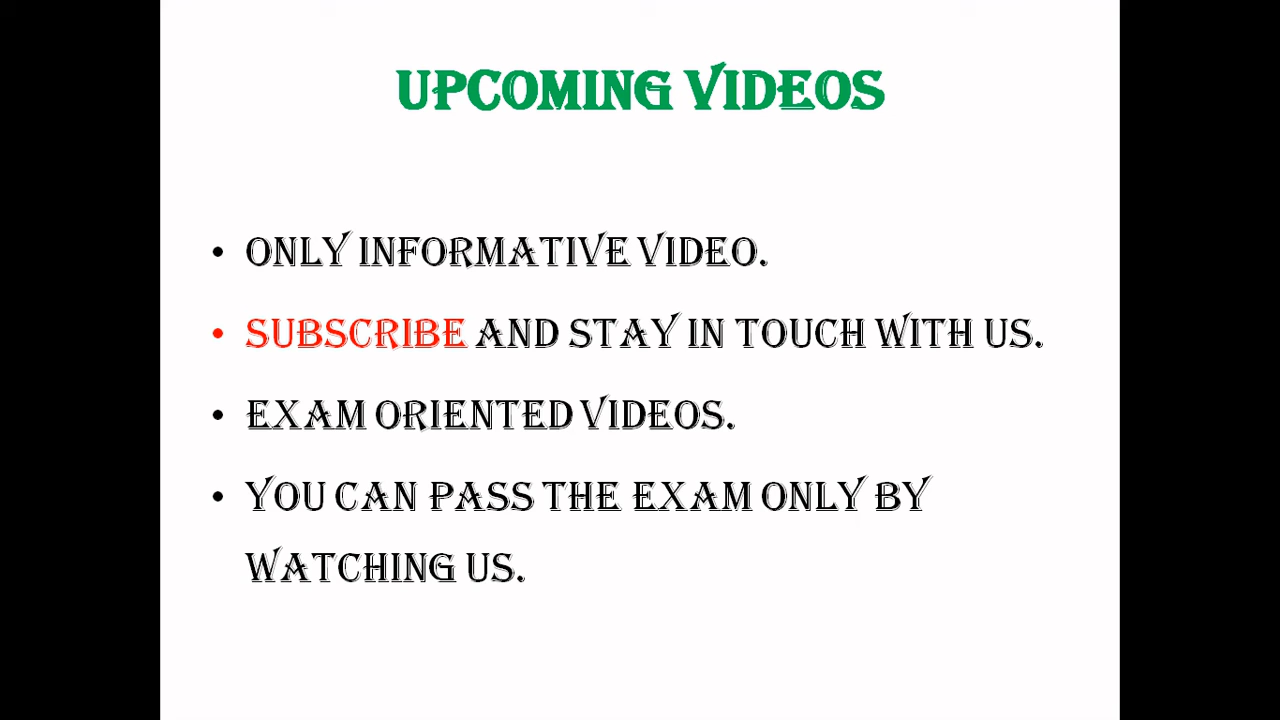 UPCOMING VIDEOS
• ONLY INFORMATIVE VIDEO.
• SUBSCRIBE AND STAY IN TOUCH WITH US.
• EXAM ORIENTED VIDEOS.
• YOU CAN PASS THE EXAM ONLY BY
WATCHING US.